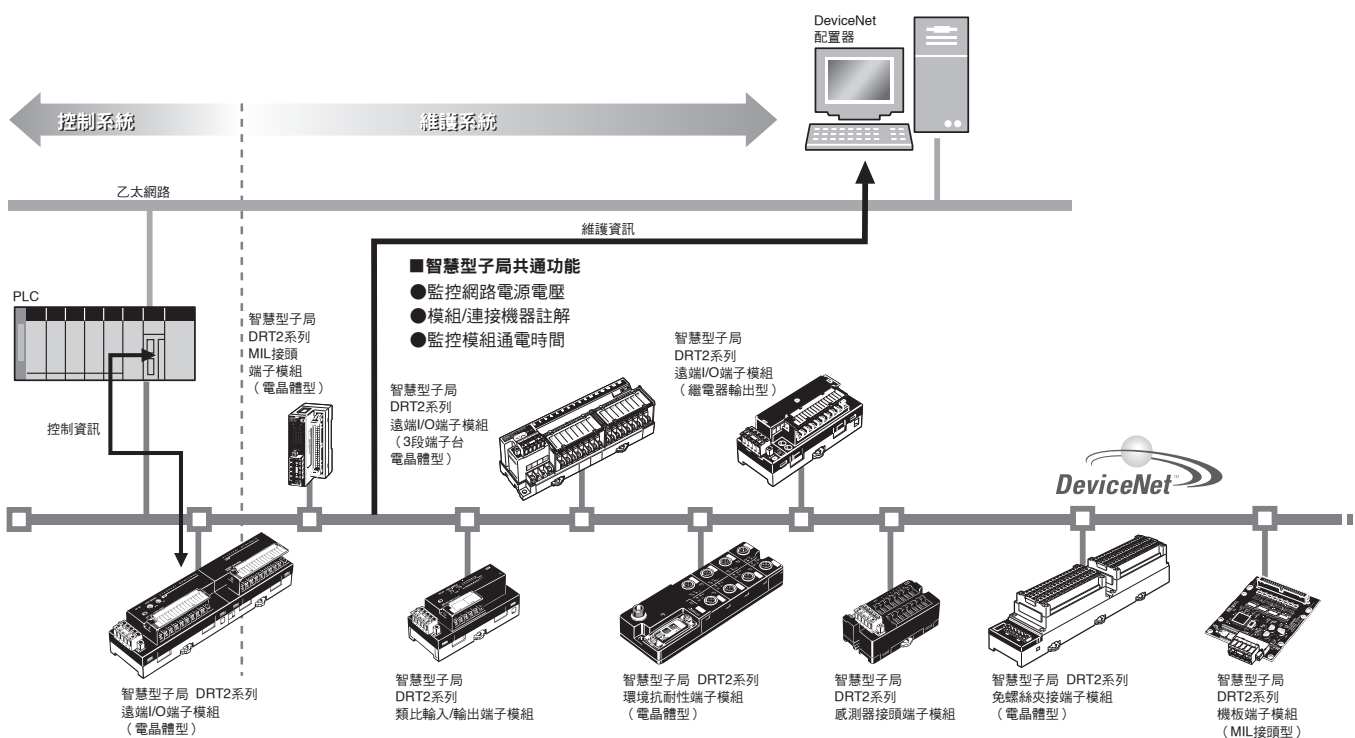 DeviceNet
配置器
控制系統
維護系統
乙太網路
維護資訊
■智慧型子局共通功能
●監控網路電源電壓
●模組/連接機器註解
●監控模組通電時間
PLC
控制資訊
智慧型子局
DRT2系列
MIL接頭
端子模組
（電晶體型）
智慧型子局
DRT2系列
遠端I/O端子模組
（3段端子台
電晶體型）
智慧型子局
DRT2系列
遠端I/O端子模組
（繼電器輸出型）
DeviceNet™
智慧型子局 DRT2系列
遠端I/O端子模組
（電晶體型）
智慧型子局
DRT2系列
類比輸入/輸出端子模組
智慧型子局 DRT2系列
環境抗耐性端子模組
（電晶體型）
智慧型子局
DRT2系列
感測器接頭端子模組
智慧型子局 DRT2系列
免螺絲夾接端子模組
（電晶體型）
智慧型子局
DRT2系列
機板端子模組
（MIL接頭型）